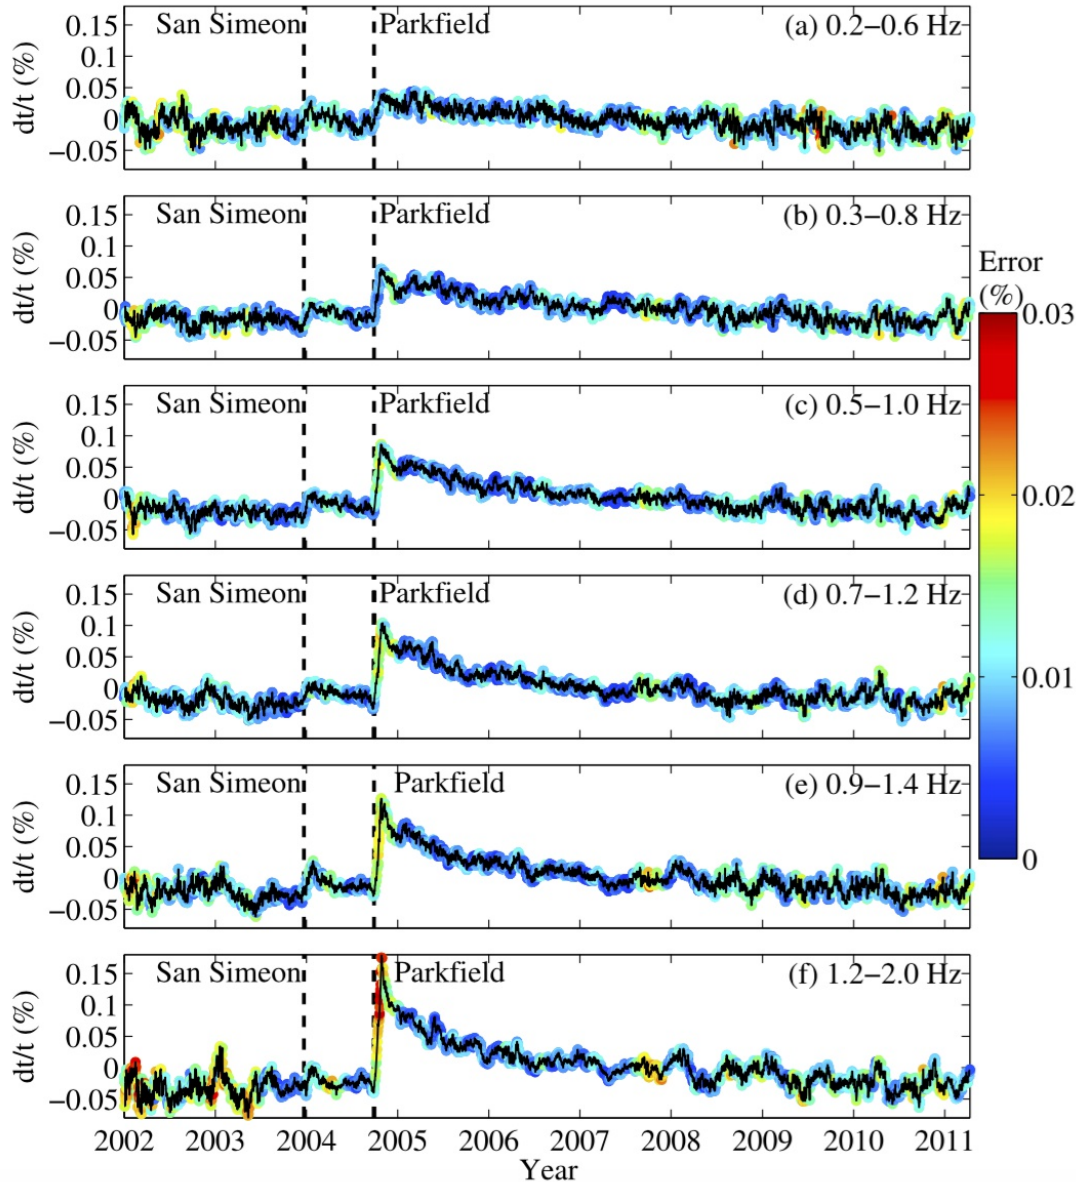 San Simeon Parkfield (a) 0.2–0.6 Hz
dt/t (%)
0.15
0.1
0.05
0
−0.05
San Simeon Parkfield (b) 0.3–0.8 Hz
dt/t (%)
0.15
0.1
0.05
0
−0.05
San Simeon Parkfield (c) 0.5–1.0 Hz
dt/t (%)
0.15
0.1
0.05
0
−0.05
San Simeon Parkfield (d) 0.7–1.2 Hz
dt/t (%)
0.15
0.1
0.05
0
−0.05
San Simeon Parkfield (e) 0.9–1.4 Hz
dt/t (%)
0.15
0.1
0.05
0
−0.05
San Simeon Parkfield (f) 1.2–2.0 Hz
dt/t (%)
0.15
0.1
0.05
0
−0.05
2002 2003 2004 2005 2006 2007 2008 2009 2010 2011
Year
Error
(%)
0.03
0.02
0.01
0